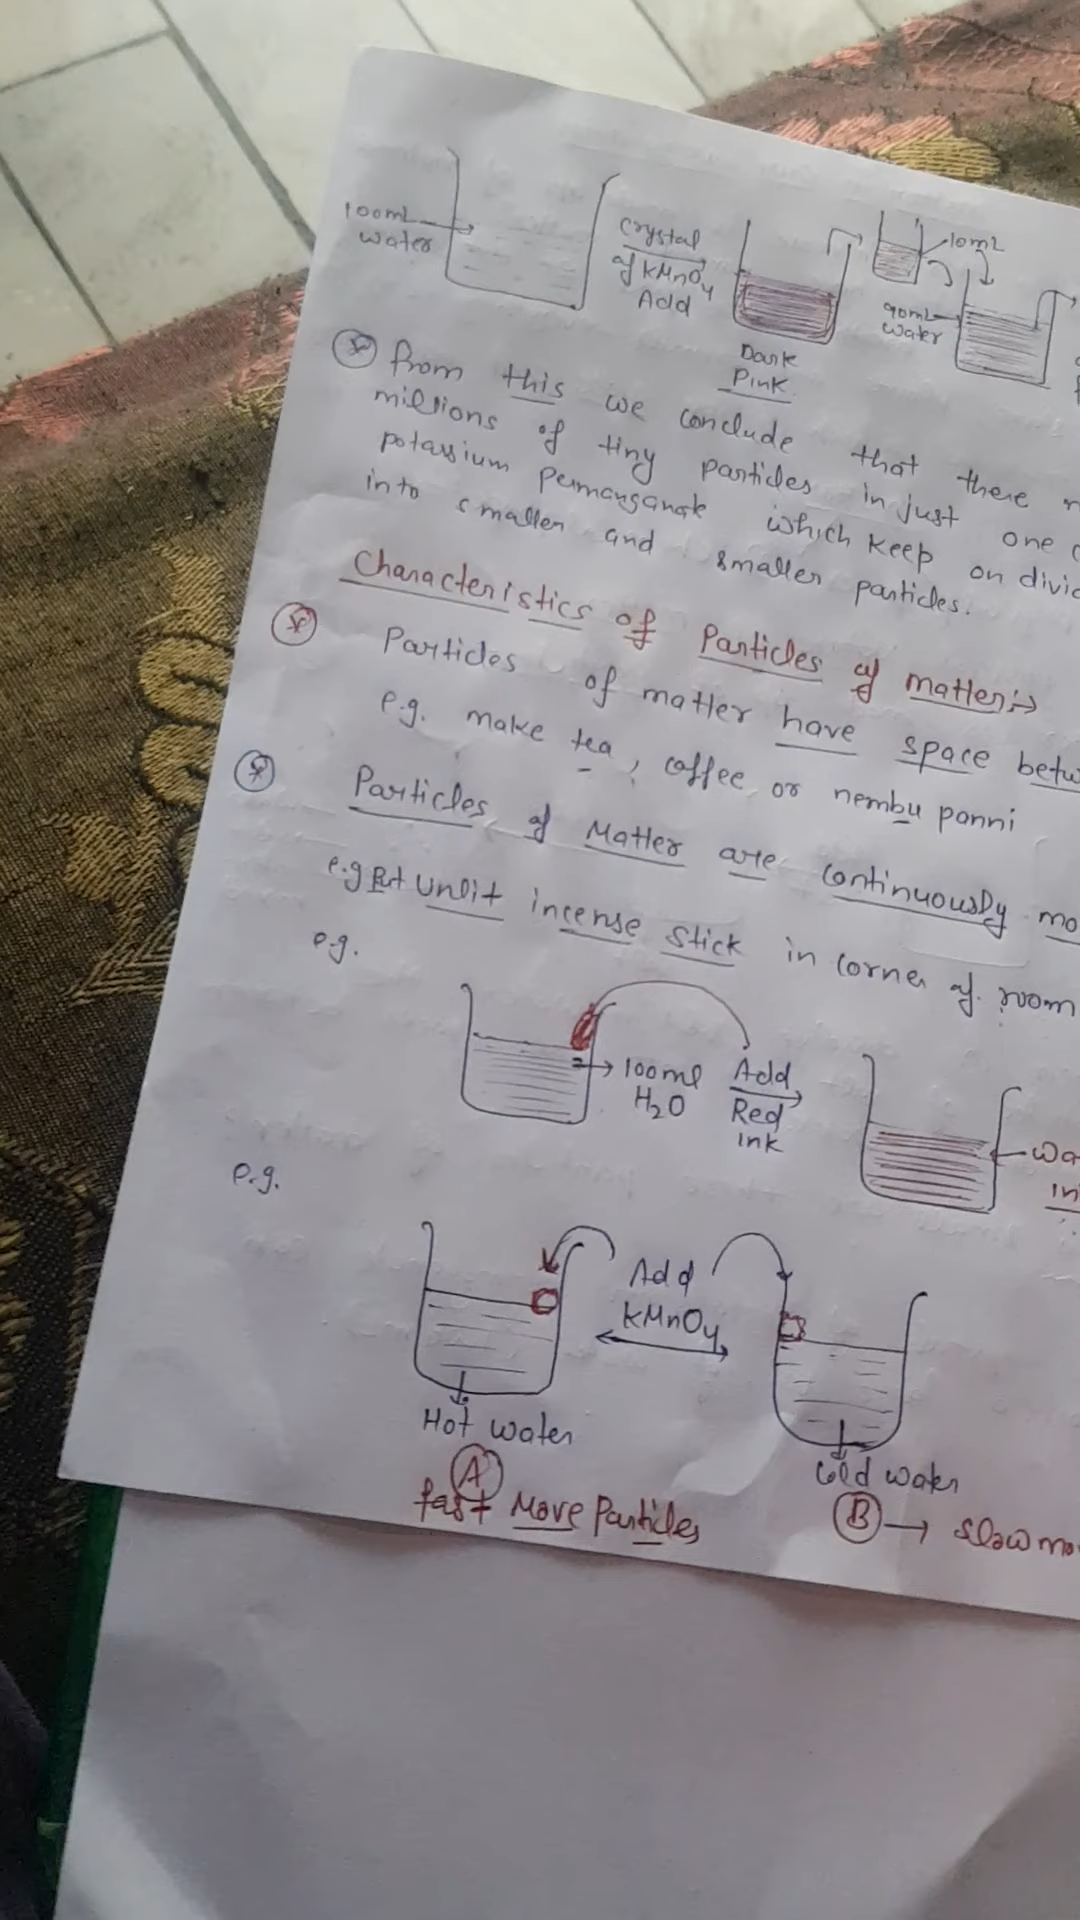 100mL
water
Crystal
of KMnO4
Add
Dark
Pink
10mL
90mL
water
from this we conclude that there
millions of tiny particles in just one
potassium permanganate which keep on divid
into smaller and smaller particles.
Characteristics of Particles of matter:→
Particles of matter have space betw
e.g. make tea, coffee or nembu panni
Particles of Matter are continuously mo
e.g Put Unlit incense stick in corner of room
e.g.
100ml
H2O
Add
Red
ink
wa
in
e.g.
Add
KMnO4
Hot water
Cold water
A
fast Move Particles
B → slow mo